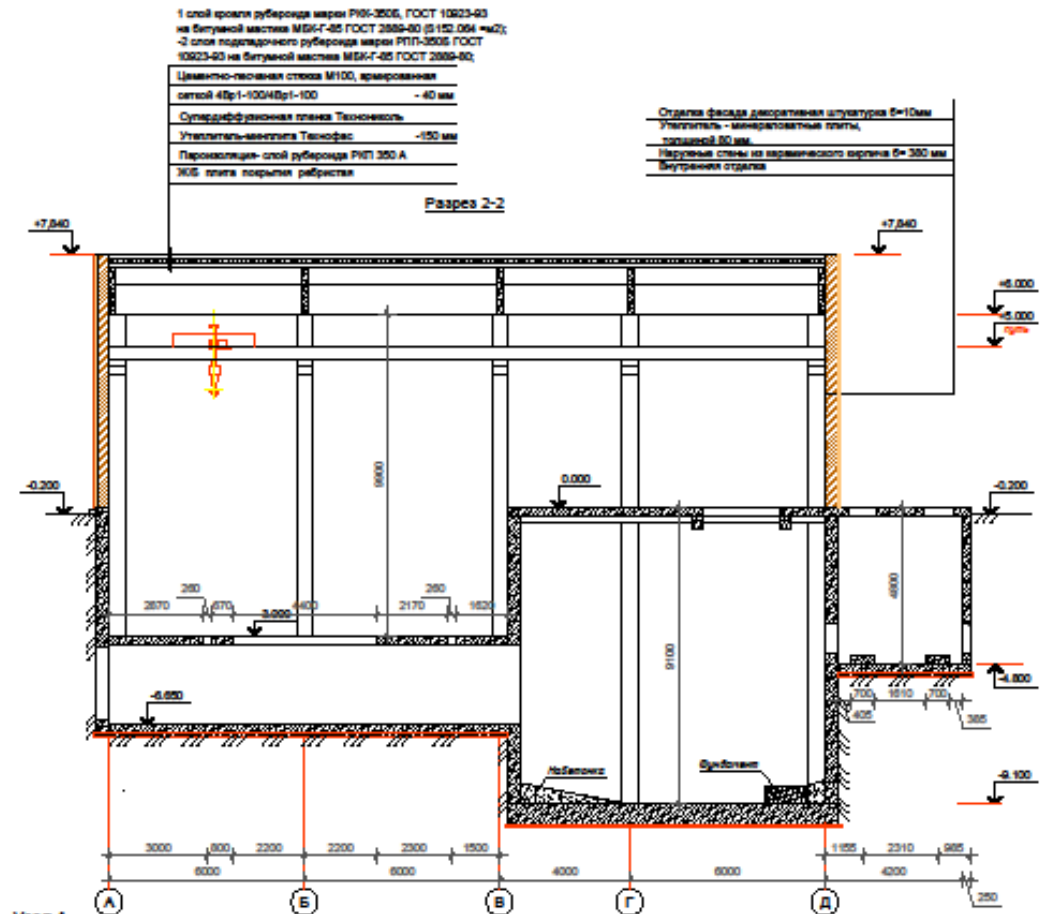 1 слой кровля рубероида марки РКК-350Б, ГОСТ 10923-93
на битумной мастике МБК-Г-85 ГОСТ 2889-80 (S152.064 =м2);
-2 слоя подкладочного рубероида марки РПП-350Б ГОСТ
10923-93 на битумной мастике МБК-Г-85 ГОСТ 2889-80;
Цементно-песчаная стяжка М100, армированная
сеткой 4Вр1-100/4Вр1-100 - 40 мм
Супердиффузионная пленка Технониколь
Утеплитель-минплита Технофас -150 мм
Пароизоляция- слой рубероида РКП 350 А
Ж/Б плита покрытия ребристая
Отделка фасада декоративная штукатурка б=10мм
Утеплитель - минераловатные плиты,
толщиной 80 мм.
Наружные стены из керамического кирпича б= 380 мм
Внутренняя отделка
Разрез 2-2
+7,840
+7,840
+6.000
+5.000
путь
9900
-0.200
0.000
-0.200
4800
260
260
2870
670
4400
2170
1620
3.000
9100
-6.650
-4.800
700
1610
700
405
385
Набетонка
Фундамент
-9.100
3000
800
2200
2200
2300
1500
1155
2310
985
6000
6000
4000
6000
4200
250
А
Б
В
Г
Д